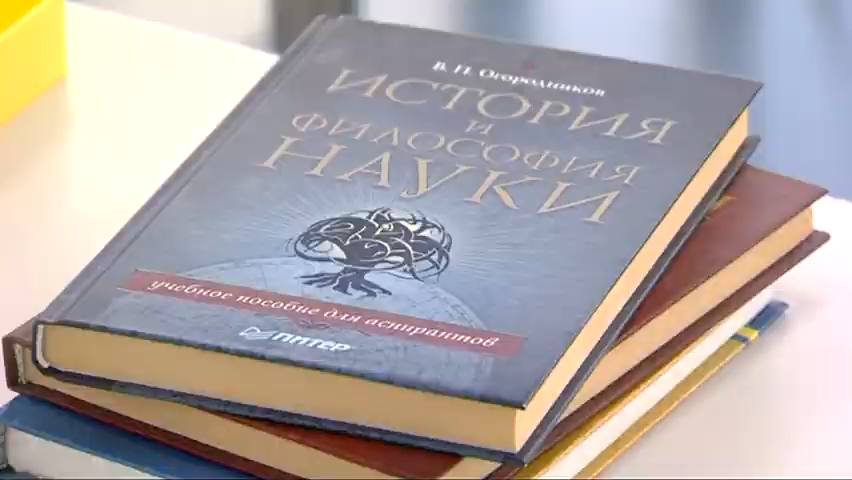 В. П. Огородников
ИСТОРИЯ
и
ФИЛОСОФИЯ
НАУКИ
учебное пособие для аспирантов
ПИТЕР